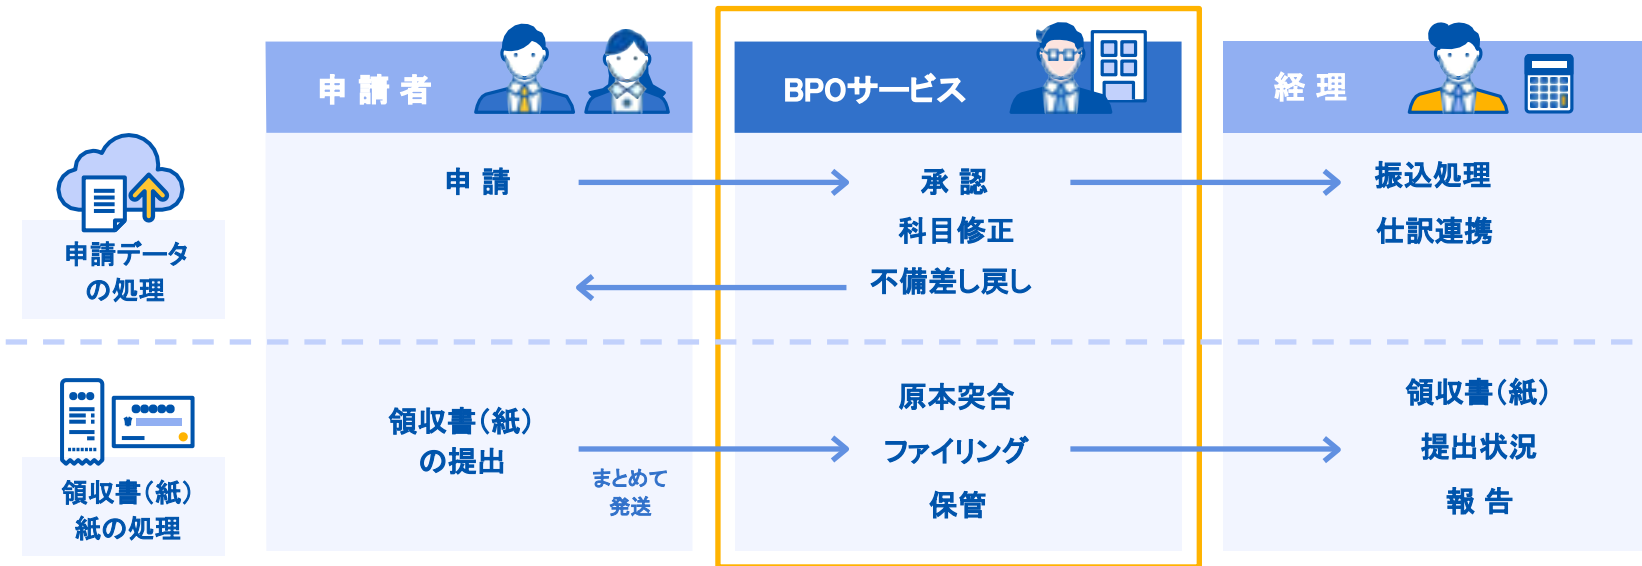 申請者
BPOサービス
経理
申請データ
の処理
申請
承認
科目修正
不備差し戻し
振込処理
仕訳連携
領収書(紙)
紙の処理
領収書(紙)
の提出
まとめて
発送
原本突合
ファイリング
保管
領収書(紙)
提出状況
報告